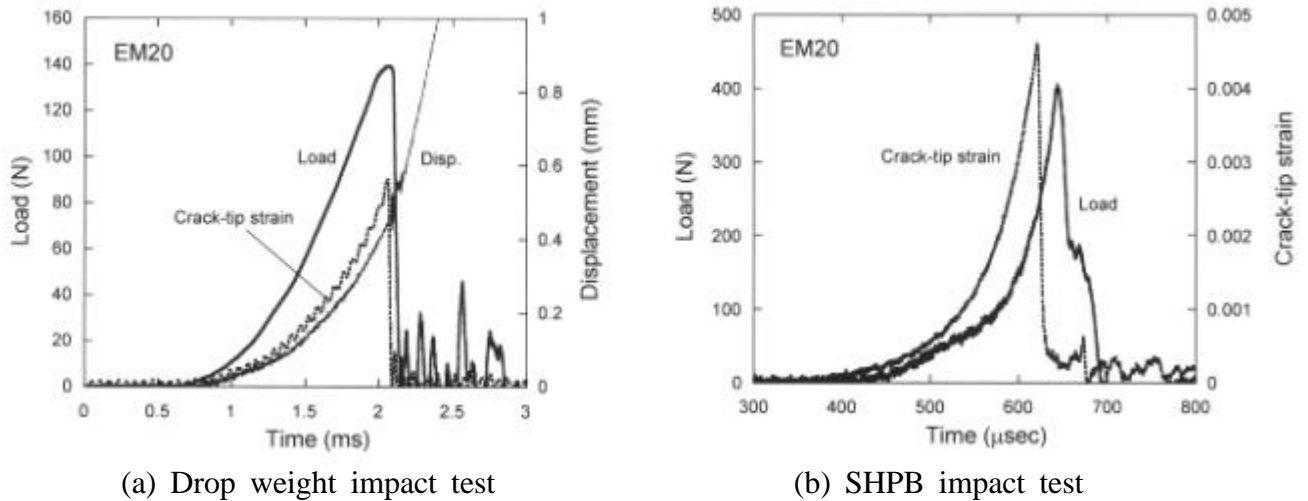 EM20
Load (N)
160
140
120
100
80
60
40
20
0
Load
Disp.
Crack-tip strain
Displacement (mm)
1
0.8
0.6
0.4
0.2
0
0 0.5 1 1.5 2 2.5 3
Time (ms)
(a) Drop weight impact test
EM20
Load (N)
500
400
300
200
100
0
Crack-tip strain
Load
Crack-tip strain
0.005
0.004
0.003
0.002
0.001
0
300 400 500 600 700 800
Time (μsec)
(b) SHPB impact test